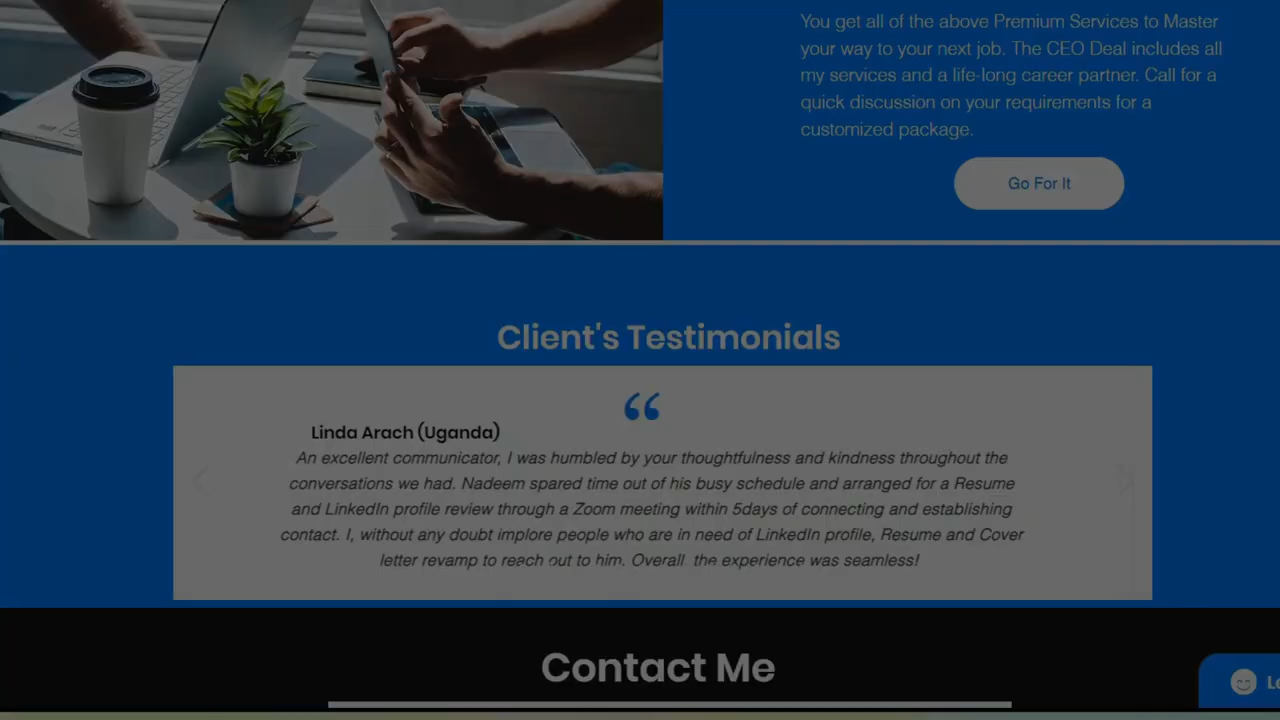 You get all of the above Premium Services to Master
your way to your next job. The CEO Deal includes all
my services and a life-long career partner. Call for a
quick discussion on your requirements for a
customized package.
Go For It
Client's Testimonials
“
Linda Arach (Uganda)
An excellent communicator, I was humbled by your thoughtfulness and kindness throughout the
conversations we had. Nadeem spared time out of his busy schedule and arranged for a Resume
and LinkedIn profile review through a Zoom meeting within 5days of connecting and establishing
contact. I, without any doubt implore people who are in need of LinkedIn profile, Resume and Cover
letter revamp to reach out to him. Overall, the experience was seamless!
Contact Me